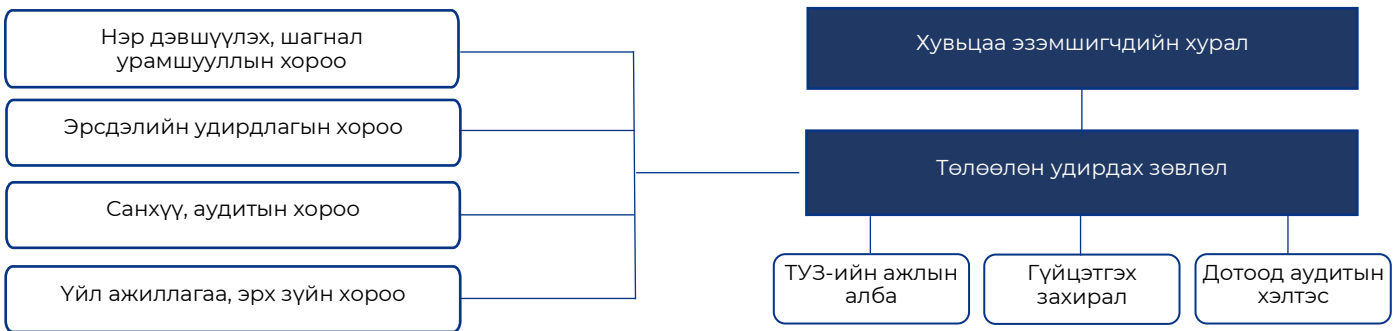 Нэр дэвшүүлэх, шагнал
урамшууллын хороо
Эрсдэлийн удирдлагын хороо
Санхүү, аудитын хороо
Үйл ажиллагаа, эрх зүйн хороо
Хувьцаа эзэмшигчдийн хурал
Төлөөлөн удирдах зөвлөл
ТУЗ-ийн ажлын
алба
Гүйцэтгэх
захирал
Дотоод аудитын
хэлтэс